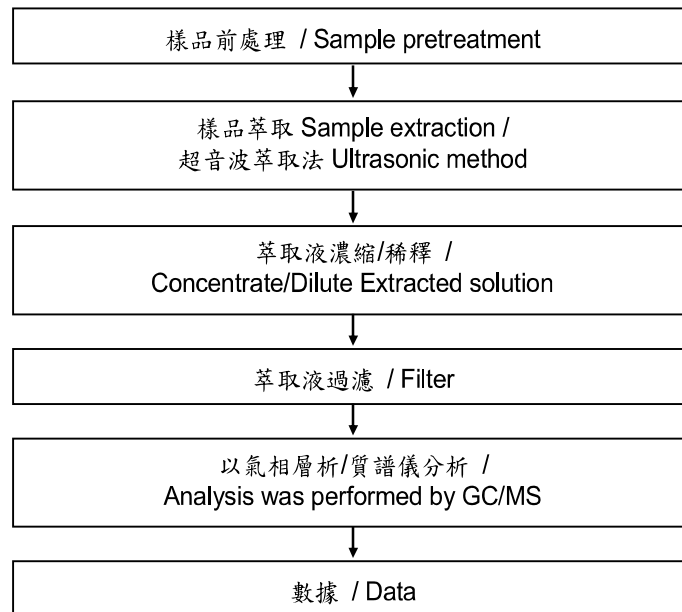 樣品前處理 / Sample pretreatment
樣品萃取 Sample extraction /
超音波萃取法 Ultrasonic method
萃取液濃縮/稀釋 /
Concentrate/Dilute Extracted solution
萃取液過濾 / Filter
以氣相層析/質譜儀分析 /
Analysis was performed by GC/MS
數據 / Data